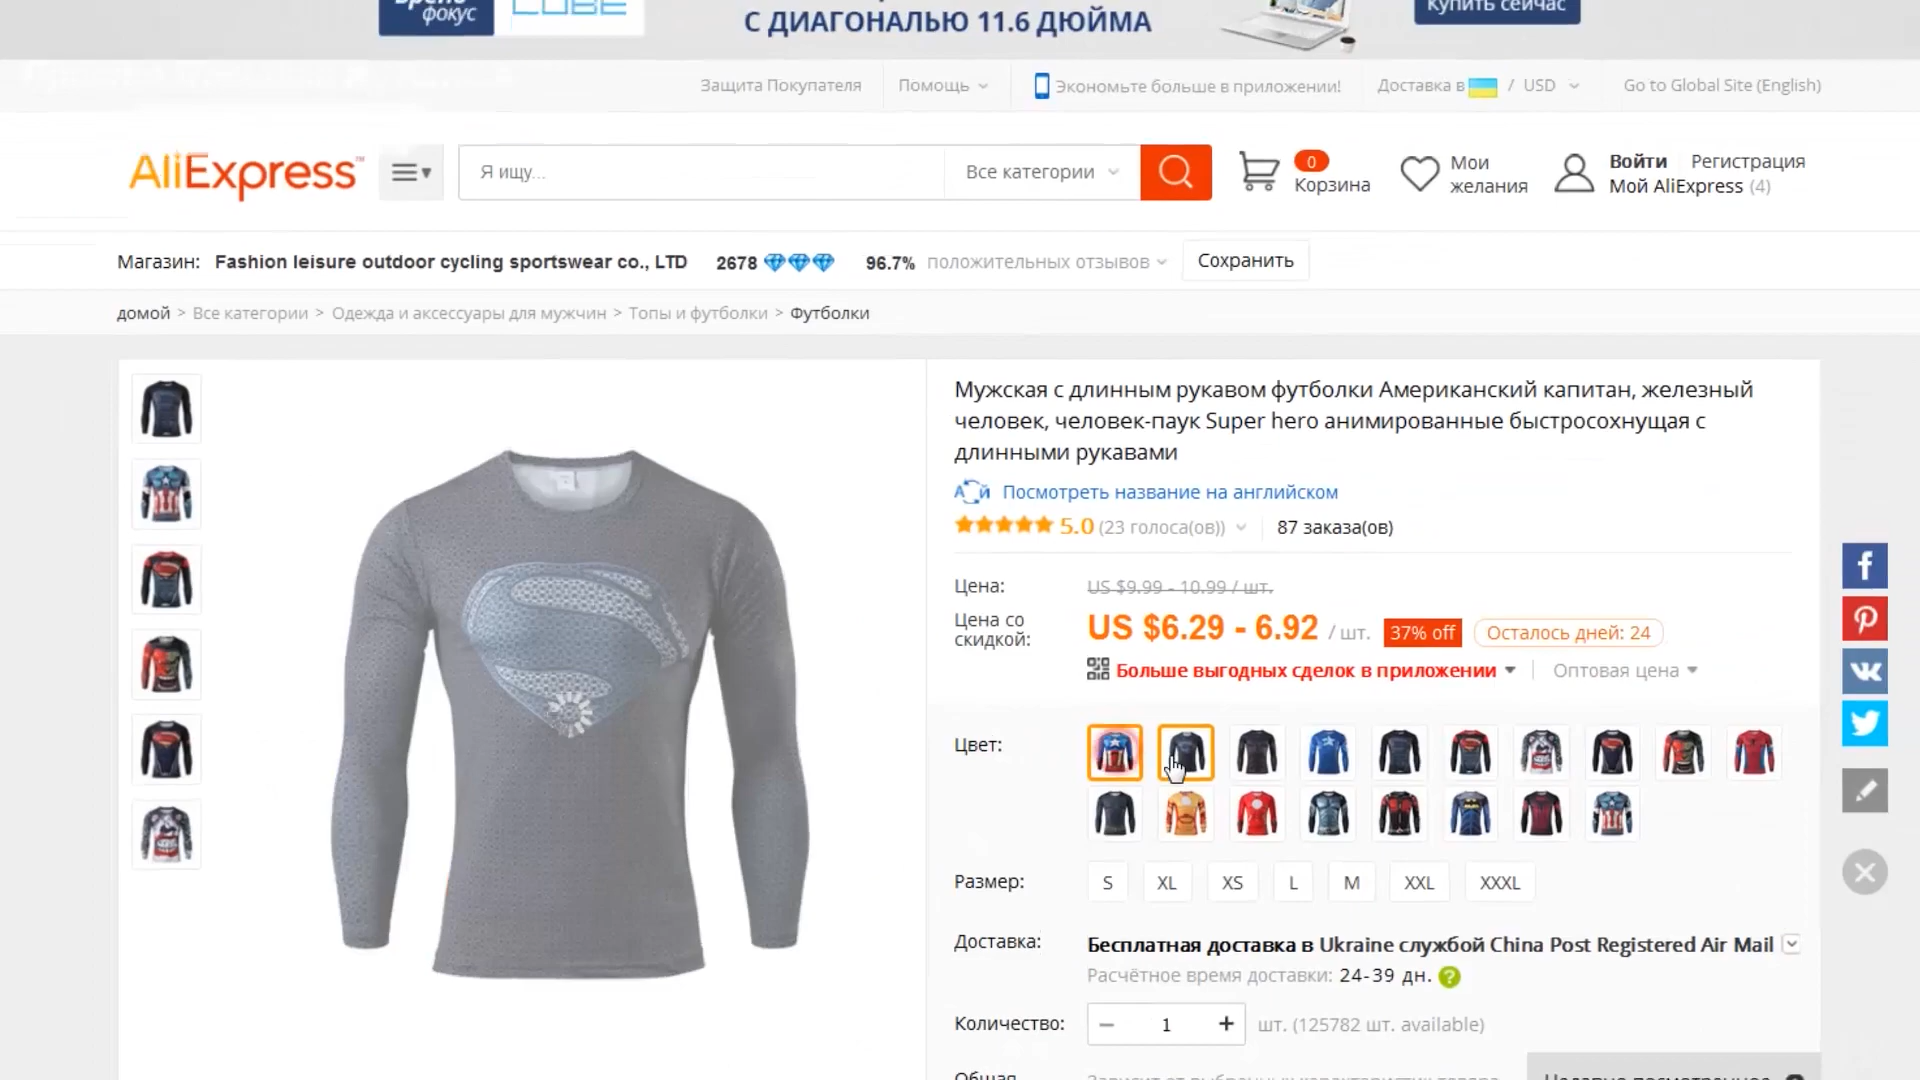 фокус
CUBE
С ДИАГОНАЛЬЮ 11.6 ДЮЙМА
Купить сейчас
Защита Покупателя
Помощь
Экономьте больше в приложении!
Доставка в / USD
Go to Global Site (English)
AliExpress™
Я ищу...
Все категории
0
Корзина
Мои
желания
Войти Регистрация
Мой AliExpress (4)
Магазин: Fashion leisure outdoor cycling sportswear co., LTD 2678 96.7% положительных отзывов
Сохранить
домой > Все категории > Одежда и аксессуары для мужчин > Топы и футболки > Футболки
Мужская с длинным рукавом футболки Американский капитан, железный
человек, человек-паук Super hero анимированные быстросохнущая с
длинными рукавами
Посмотреть название на английском
5.0 (23 голоса(ов)) 87 заказа(ов)
Цена: US $9.99 - 10.99 / шт.
Цена со
скидкой:
US $6.29 - 6.92 / шт. 37% off Осталось дней: 24
Больше выгодных сделок в приложении Оптовая цена
Цвет:
Размер: S XL XS L M XXL XXXL
Доставка: Бесплатная доставка в Ukraine службой China Post Registered Air Mail
Расчётное время доставки: 24-39 дн. ?
Количество: − 1 + шт. (125782 шт. available)
Общая